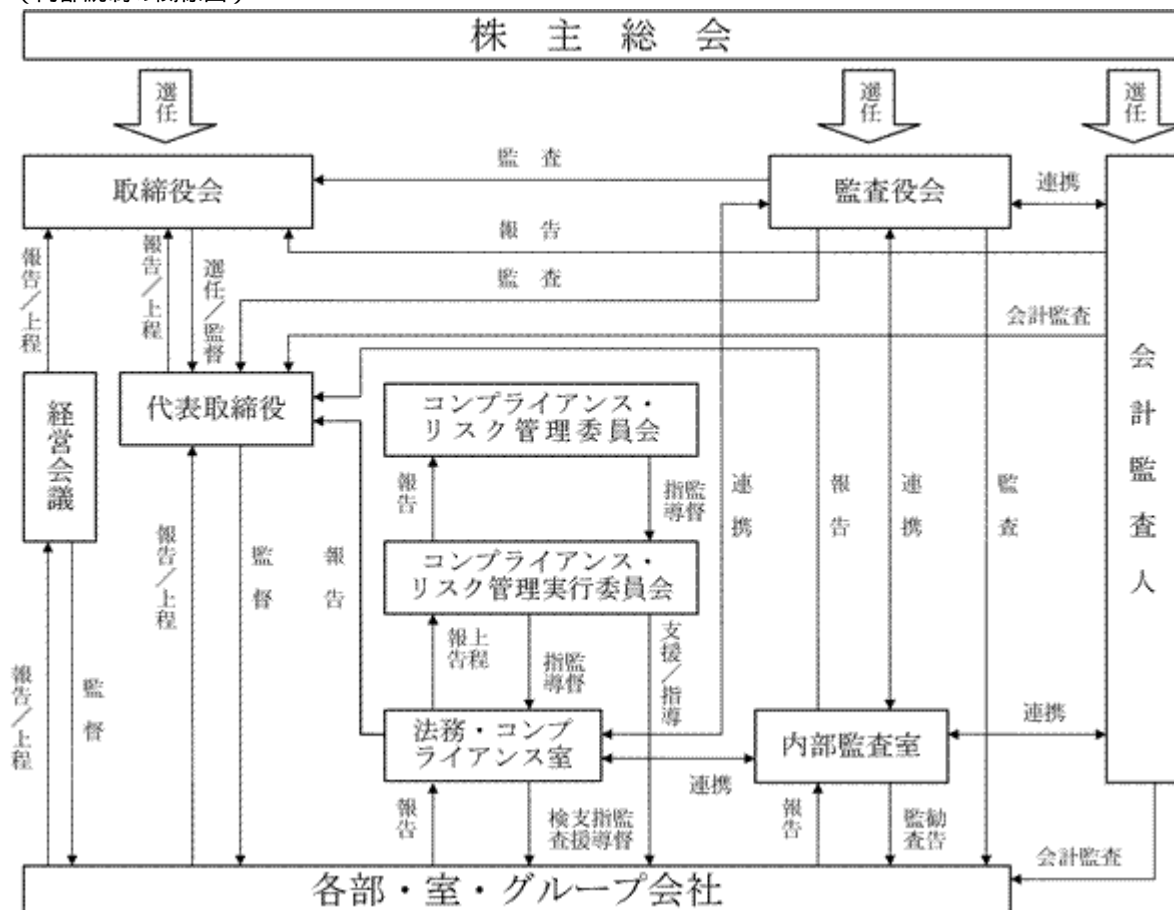 株主総会
選任
選任
選任
取締役会
監査
監査役会
連携
報告
監査
報告/上程
報告/上程
選任/監督
会計監査
会計監査人
経営会議
代表取締役
コンプライアンス・
リスク管理委員会
報告
指導
監督
連携
報告
連携
監査
報告/上程
監督
報告
コンプライアンス・
リスク管理実行委員会
報告
上程
指導
監督
支援/指導
報告/上程
監督
法務・コンプ
ライアンス室
連携
内部監査室
連携
報告
検査
支援
指導
監督
報告
監査
勧告
会計監査
各部・室・グループ会社